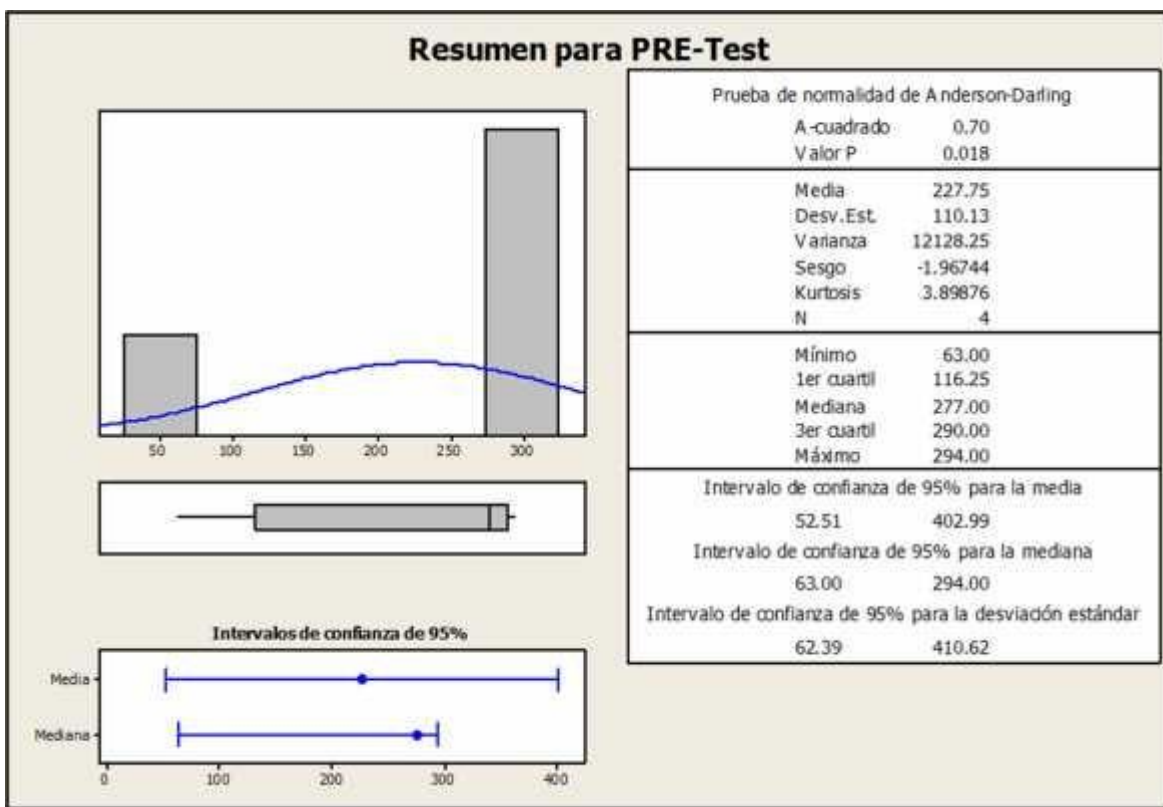 Resumen para PRE-Test
50 100 150 200 250 300
Intervalos de confianza de 95%
Media
Mediana
0 100 200 300 400
Prueba de normalidad de Anderson-Darling
A-cuadrado 0.70
Valor P 0.018
Media 227.75
Desv.Est. 110.13
Varianza 12128.25
Sesgo -1.96744
Kurtosis 3.89876
N 4
Mínimo 63.00
1er cuartil 116.25
Mediana 277.00
3er cuartil 290.00
Máximo 294.00
Intervalo de confianza de 95% para la media
52.51 402.99
Intervalo de confianza de 95% para la mediana
63.00 294.00
Intervalo de confianza de 95% para la desviación estándar
62.39 410.62